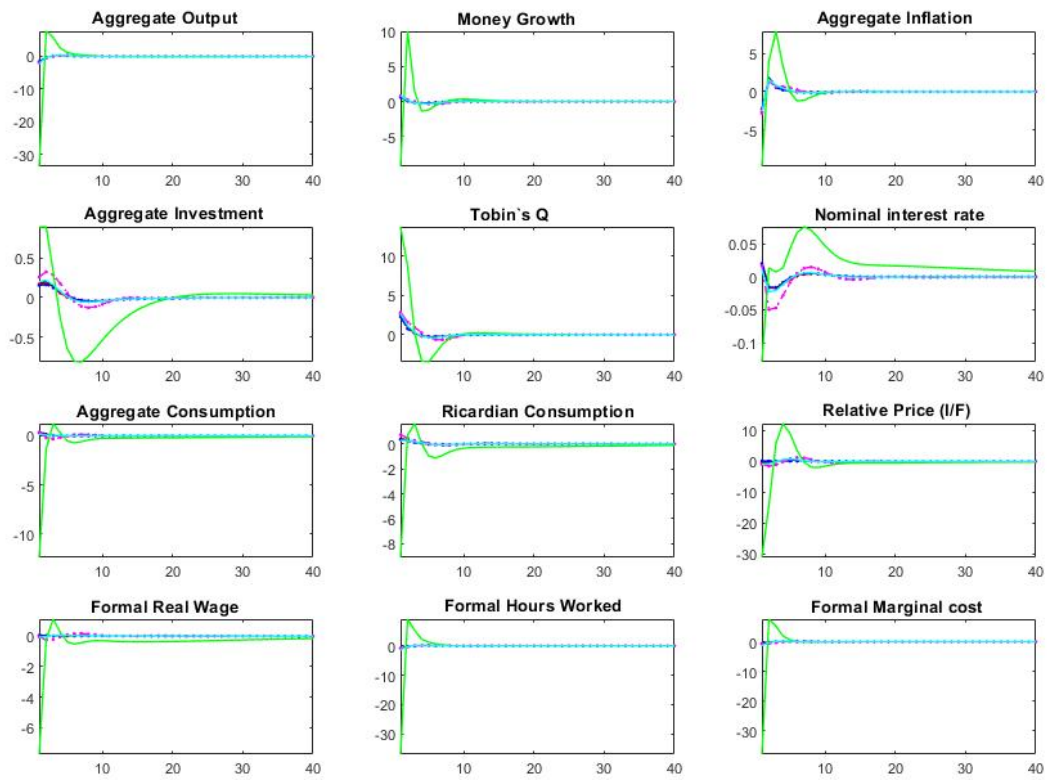 Aggregate Output
0
-10
-20
-30
10 20 30 40
Money Growth
10
5
0
-5
10 20 30 40
Aggregate Inflation
5
0
-5
10 20 30 40
Aggregate Investment
0.5
0
-0.5
10 20 30 40
Tobin`s Q
10
5
0
10 20 30 40
Nominal interest rate
0.05
0
-0.05
-0.1
10 20 30 40
Aggregate Consumption
0
-5
-10
10 20 30 40
Ricardian Consumption
0
-2
-4
-6
-8
10 20 30 40
Relative Price (I/F)
10
0
-10
-20
-30
10 20 30 40
Formal Real Wage
0
-2
-4
-6
10 20 30 40
Formal Hours Worked
0
-10
-20
-30
10 20 30 40
Formal Marginal cost
0
-10
-20
-30
10 20 30 40